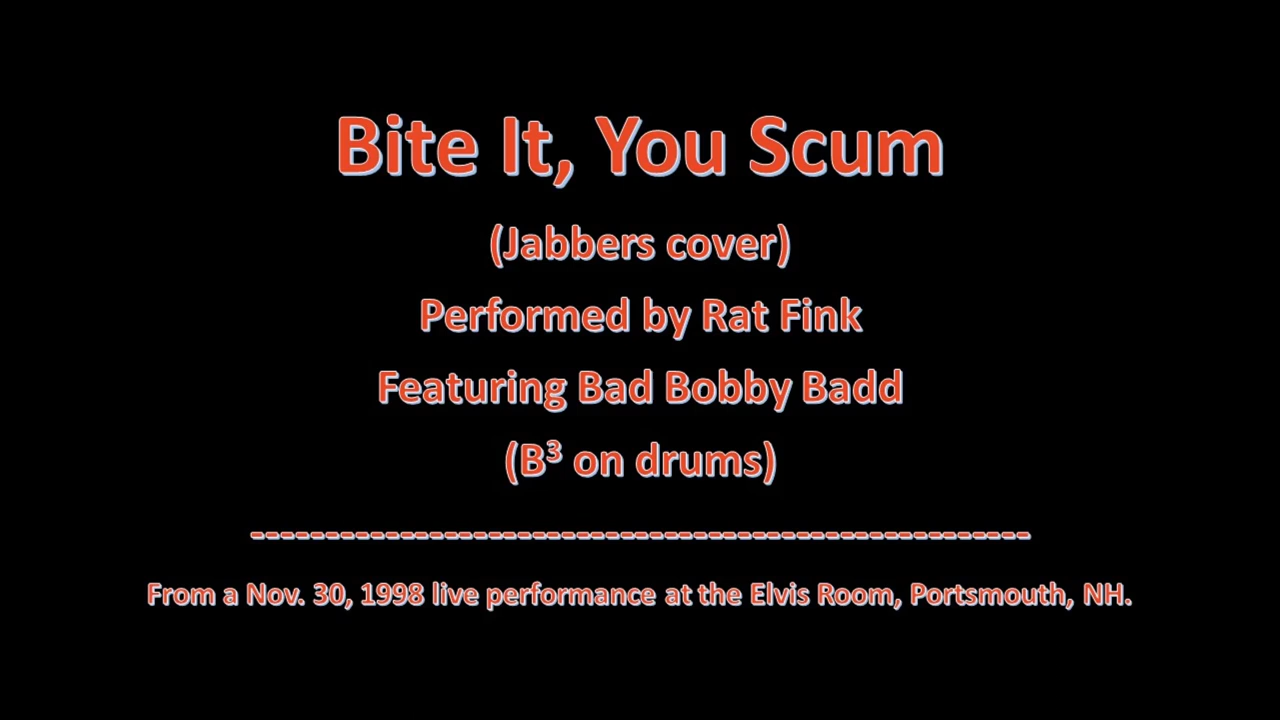 Bite It, You Scum
(Jabbers cover)
Performed by Rat Fink
Featuring Bad Bobby Badd
(B³ on drums)
-----------------------------------------------------
From a Nov. 30, 1998 live performance at the Elvis Room, Portsmouth, NH.